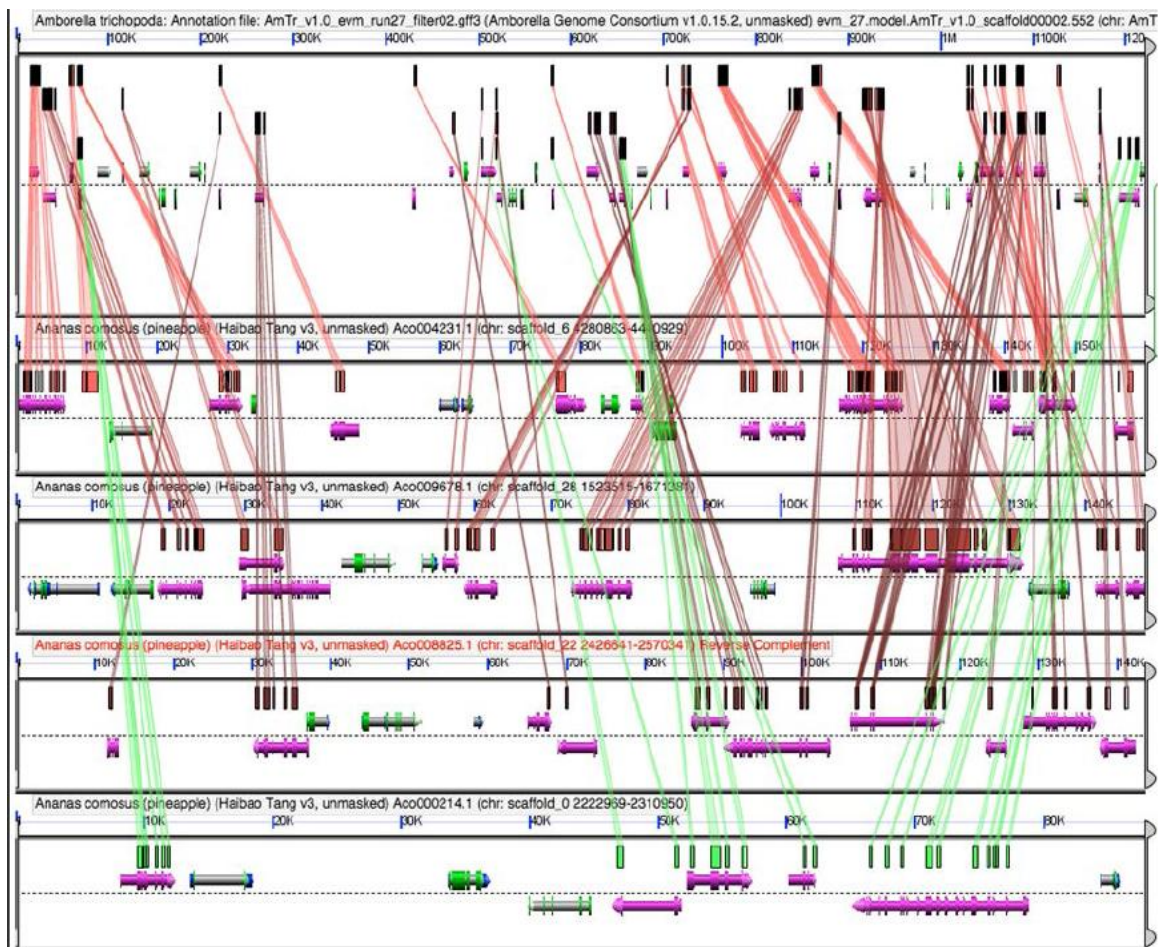 Amborella trichopoda: Annotation file: AmTr_v1.0_evm_run27_filter02.gff3 (Amborella Genome Consortium v1.0.15.2, unmasked) evm_27.model.AmTr_v1.0_scaffold00002.552 (chr: AmT
100K 200K 300K 400K 500K 600K 700K 800K 900K 1M 1100K 120
Ananas comosus (pineapple) (Haibao Tang v3, unmasked) Aco004231.1 (chr: scaffold_6
10K 20K 30K 40K 50K 60K 70K 80K 90K 100K 110K 120K 130K 140K 150K
Ananas comosus (pineapple) (Haibao Tang v3, unmasked) Aco009678.1 (chr: scaffold_28 1523515-1671281)
10K 20K 30K 40K 50K 60K 70K 80K 90K 100K 110K 120K 130K 140K
Ananas comosus (pineapple) (Haibao Tang v3, unmasked) Aco008825.1 (chr: scaffold_22 2426641-2570341) Reverse Complement
10K 20K 30K 40K 50K 60K 70K 80K 90K 100K 110K 120K 130K 140K
Ananas comosus (pineapple) (Haibao Tang v3, unmasked) Aco000214.1 (chr: scaffold_0 2222969-2310950)
10K 20K 30K 40K 50K 60K 70K 80K